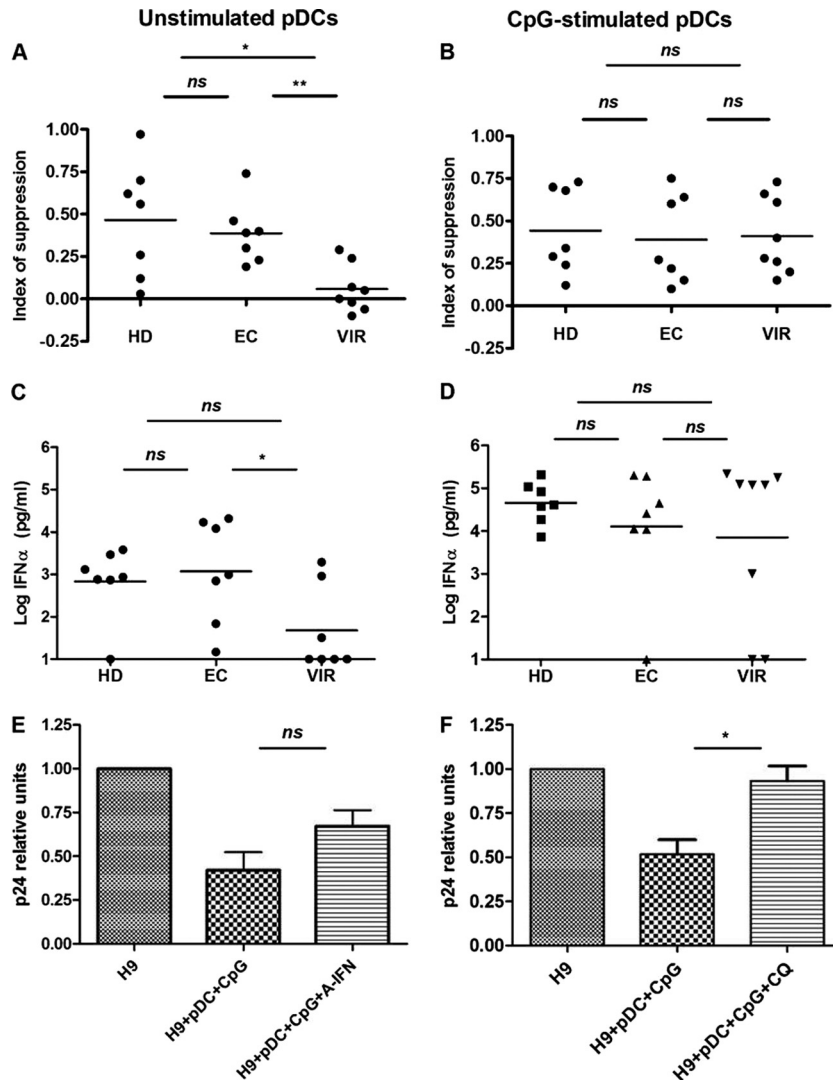 Unstimulated pDCs
CpG-stimulated pDCs
A
*
ns
**
Index of suppression
1.00
0.75
0.50
0.25
0.00
-0.25
HD
EC
VIR
B
ns
ns
ns
Index of suppression
1.00
0.75
0.50
0.25
0.00
-0.25
HD
EC
VIR
C
ns
ns
*
Log IFNα (pg/ml)
6
5
4
3
2
1
HD
EC
VIR
D
ns
ns
ns
Log IFNα (pg/ml)
6
5
4
3
2
1
HD
EC
VIR
E
ns
p24 relative units
1.25
1.00
0.75
0.50
0.25
0.00
H9
H9+pDC+CpG
H9+pDC+CpG+A-IFN
F
*
p24 relative units
1.25
1.00
0.75
0.50
0.25
0.00
H9
H9+pDC+CpG
H9+pDC+CpG+CQ